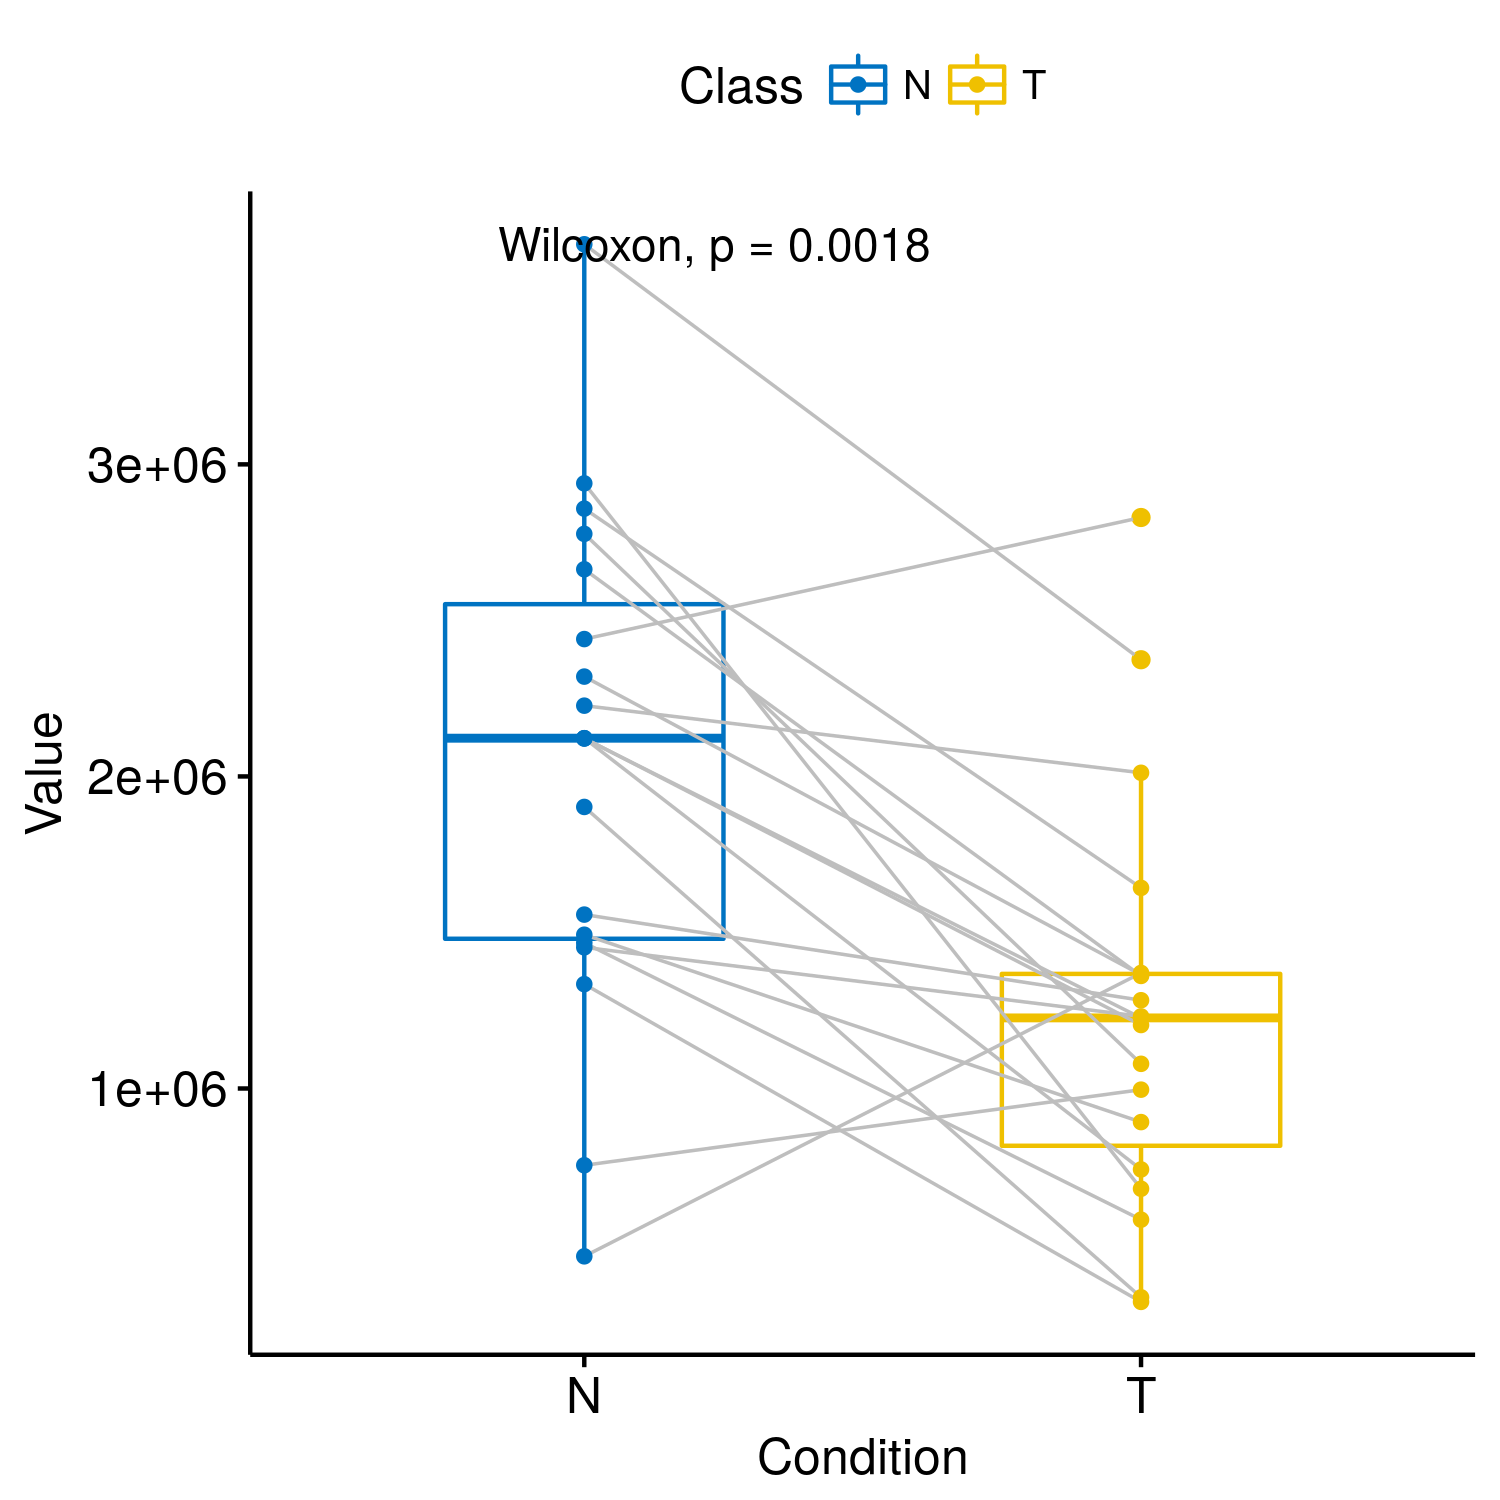 Class N T
Wilcoxon, p = 0.0018
3e+06
2e+06
1e+06
Value
N T
Condition